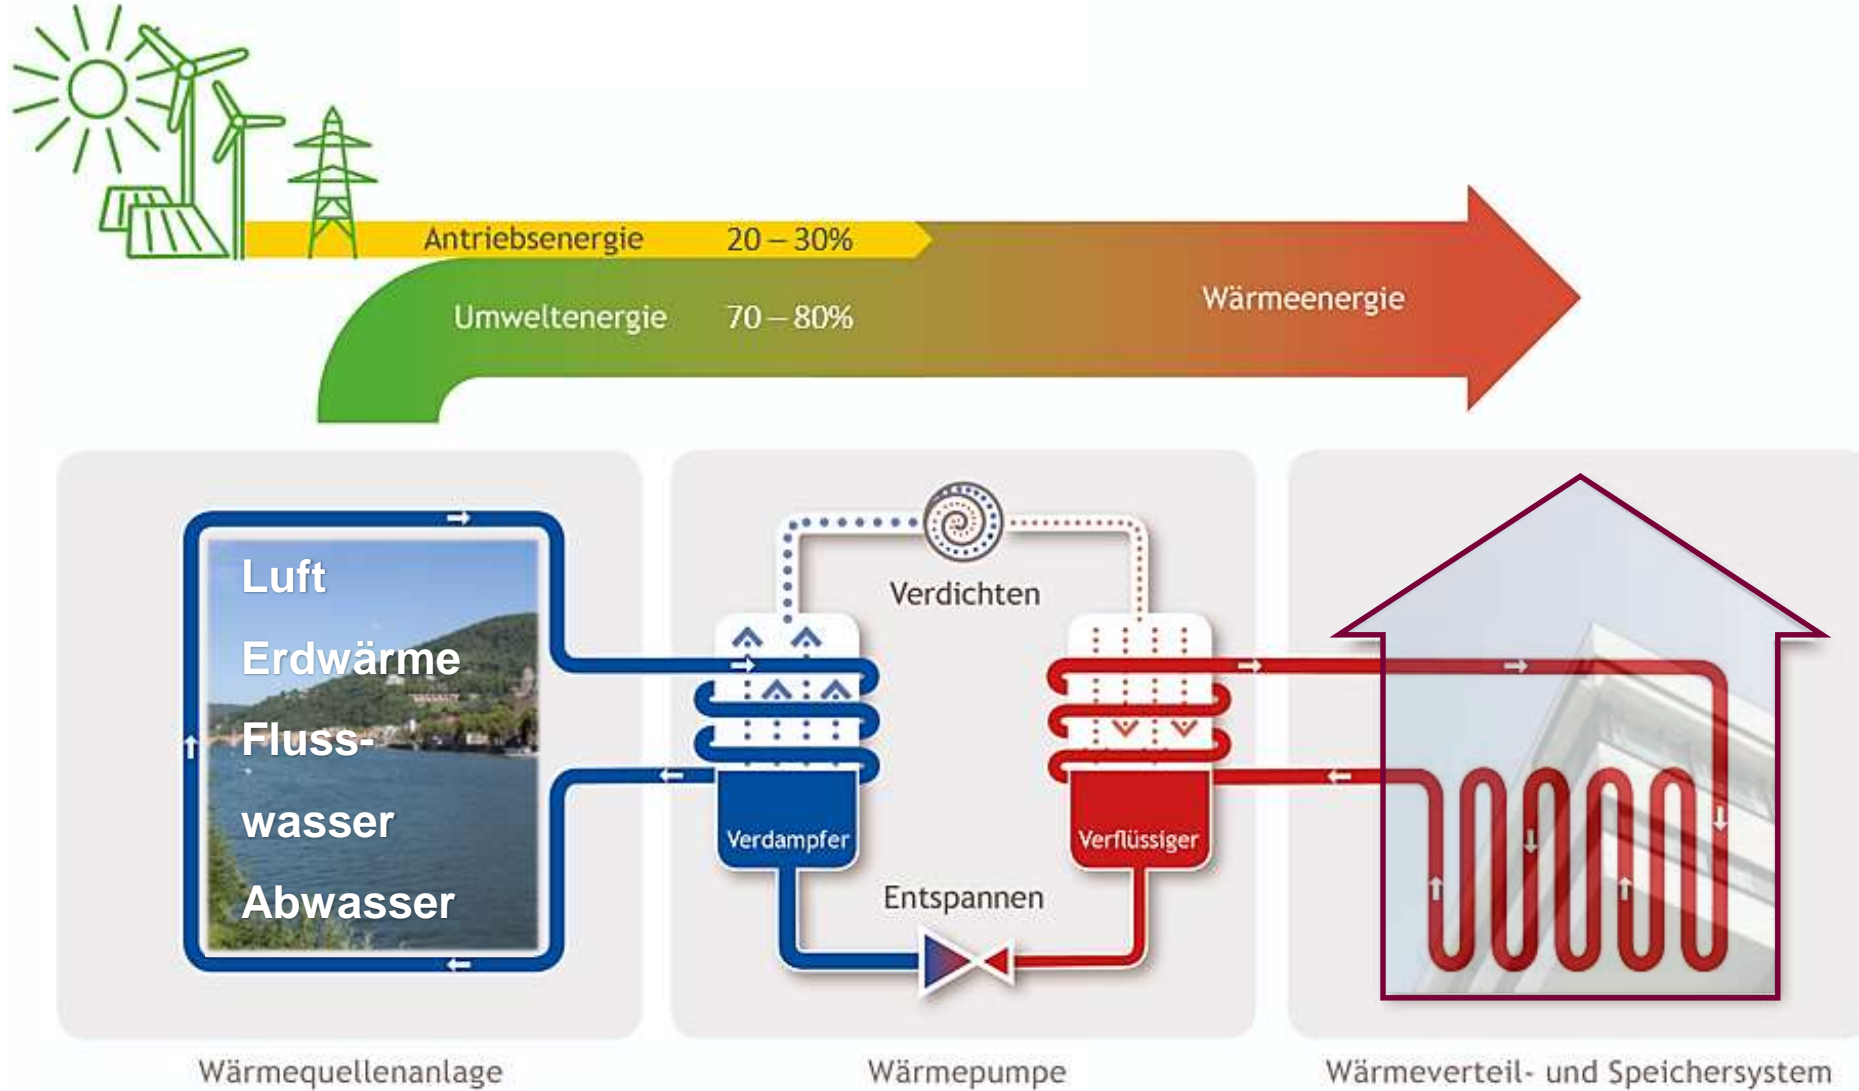 Antriebsenergie 20 – 30%
Umweltenergie 70 – 80%
Wärmeenergie
Luft
Erdwärme
Fluss-
wasser
Abwasser
Verdichten
Verdampfer
Verflüssiger
Entspannen
Wärmequellenanlage
Wärmepumpe
Wärmeverteil- und Speichersystem